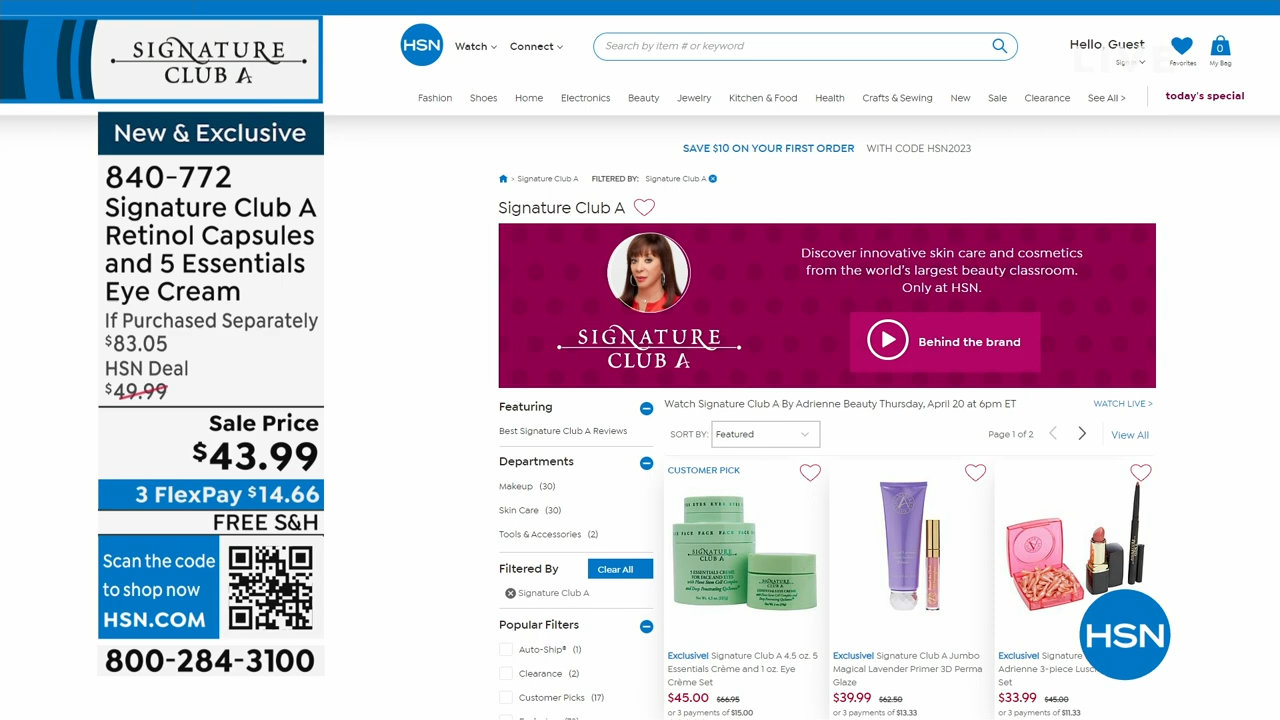 SIGNATURE
CLUB A
New & Exclusive
840-772
Signature Club A
Retinol Capsules
and 5 Essentials
Eye Cream
If Purchased Separately
$83.05
HSN Deal
$49.99
Sale Price
$43.99
3 FlexPay $14.66
FREE S&H
Scan the code
to shop now
HSN.COM
800-284-3100
HSN
Watch
Connect
Search by item # or keyword
Hello, Guest
Sign In
Favorites
0
My Bag
Fashion
Shoes
Home
Electronics
Beauty
Jewelry
Kitchen & Food
Health
Crafts & Sewing
New
Sale
Clearance
See All >
today's special
SAVE $10 ON YOUR FIRST ORDER WITH CODE HSN2023
> Signature Club A FILTERED BY: Signature Club A
Signature Club A
SIGNATURE
CLUB A
Discover innovative skin care and cosmetics
from the world's largest beauty classroom.
Only at HSN.
Behind the brand
Featuring
Best Signature Club A Reviews
Departments
Makeup (30)
Skin Care (30)
Tools & Accessories (2)
Filtered By
Clear All
Signature Club A
Popular Filters
Auto-Ship® (1)
Clearance (2)
Customer Picks (17)
Watch Signature Club A By Adrienne Beauty Thursday, April 20 at 6pm ET
WATCH LIVE >
SORT BY: Featured
Page 1 of 2
View All
CUSTOMER PICK
SIGNATURE
CLUB A
SIGNATURE
CLUB A
Exclusive! Signature Club A 4.5 oz. 5
Essentials Crème and 1 oz. Eye
Crème Set
$45.00 $66.95
or 3 payments of $15.00
Exclusive! Signature Club A Jumbo
Magical Lavender Primer 3D Perma
Glaze
$39.99 $62.50
or 3 payments of $13.33
Exclusive! Signature
Adrienne 3-piece
Set
$33.99 $45.00
or 3 payments of $11.33
HSN